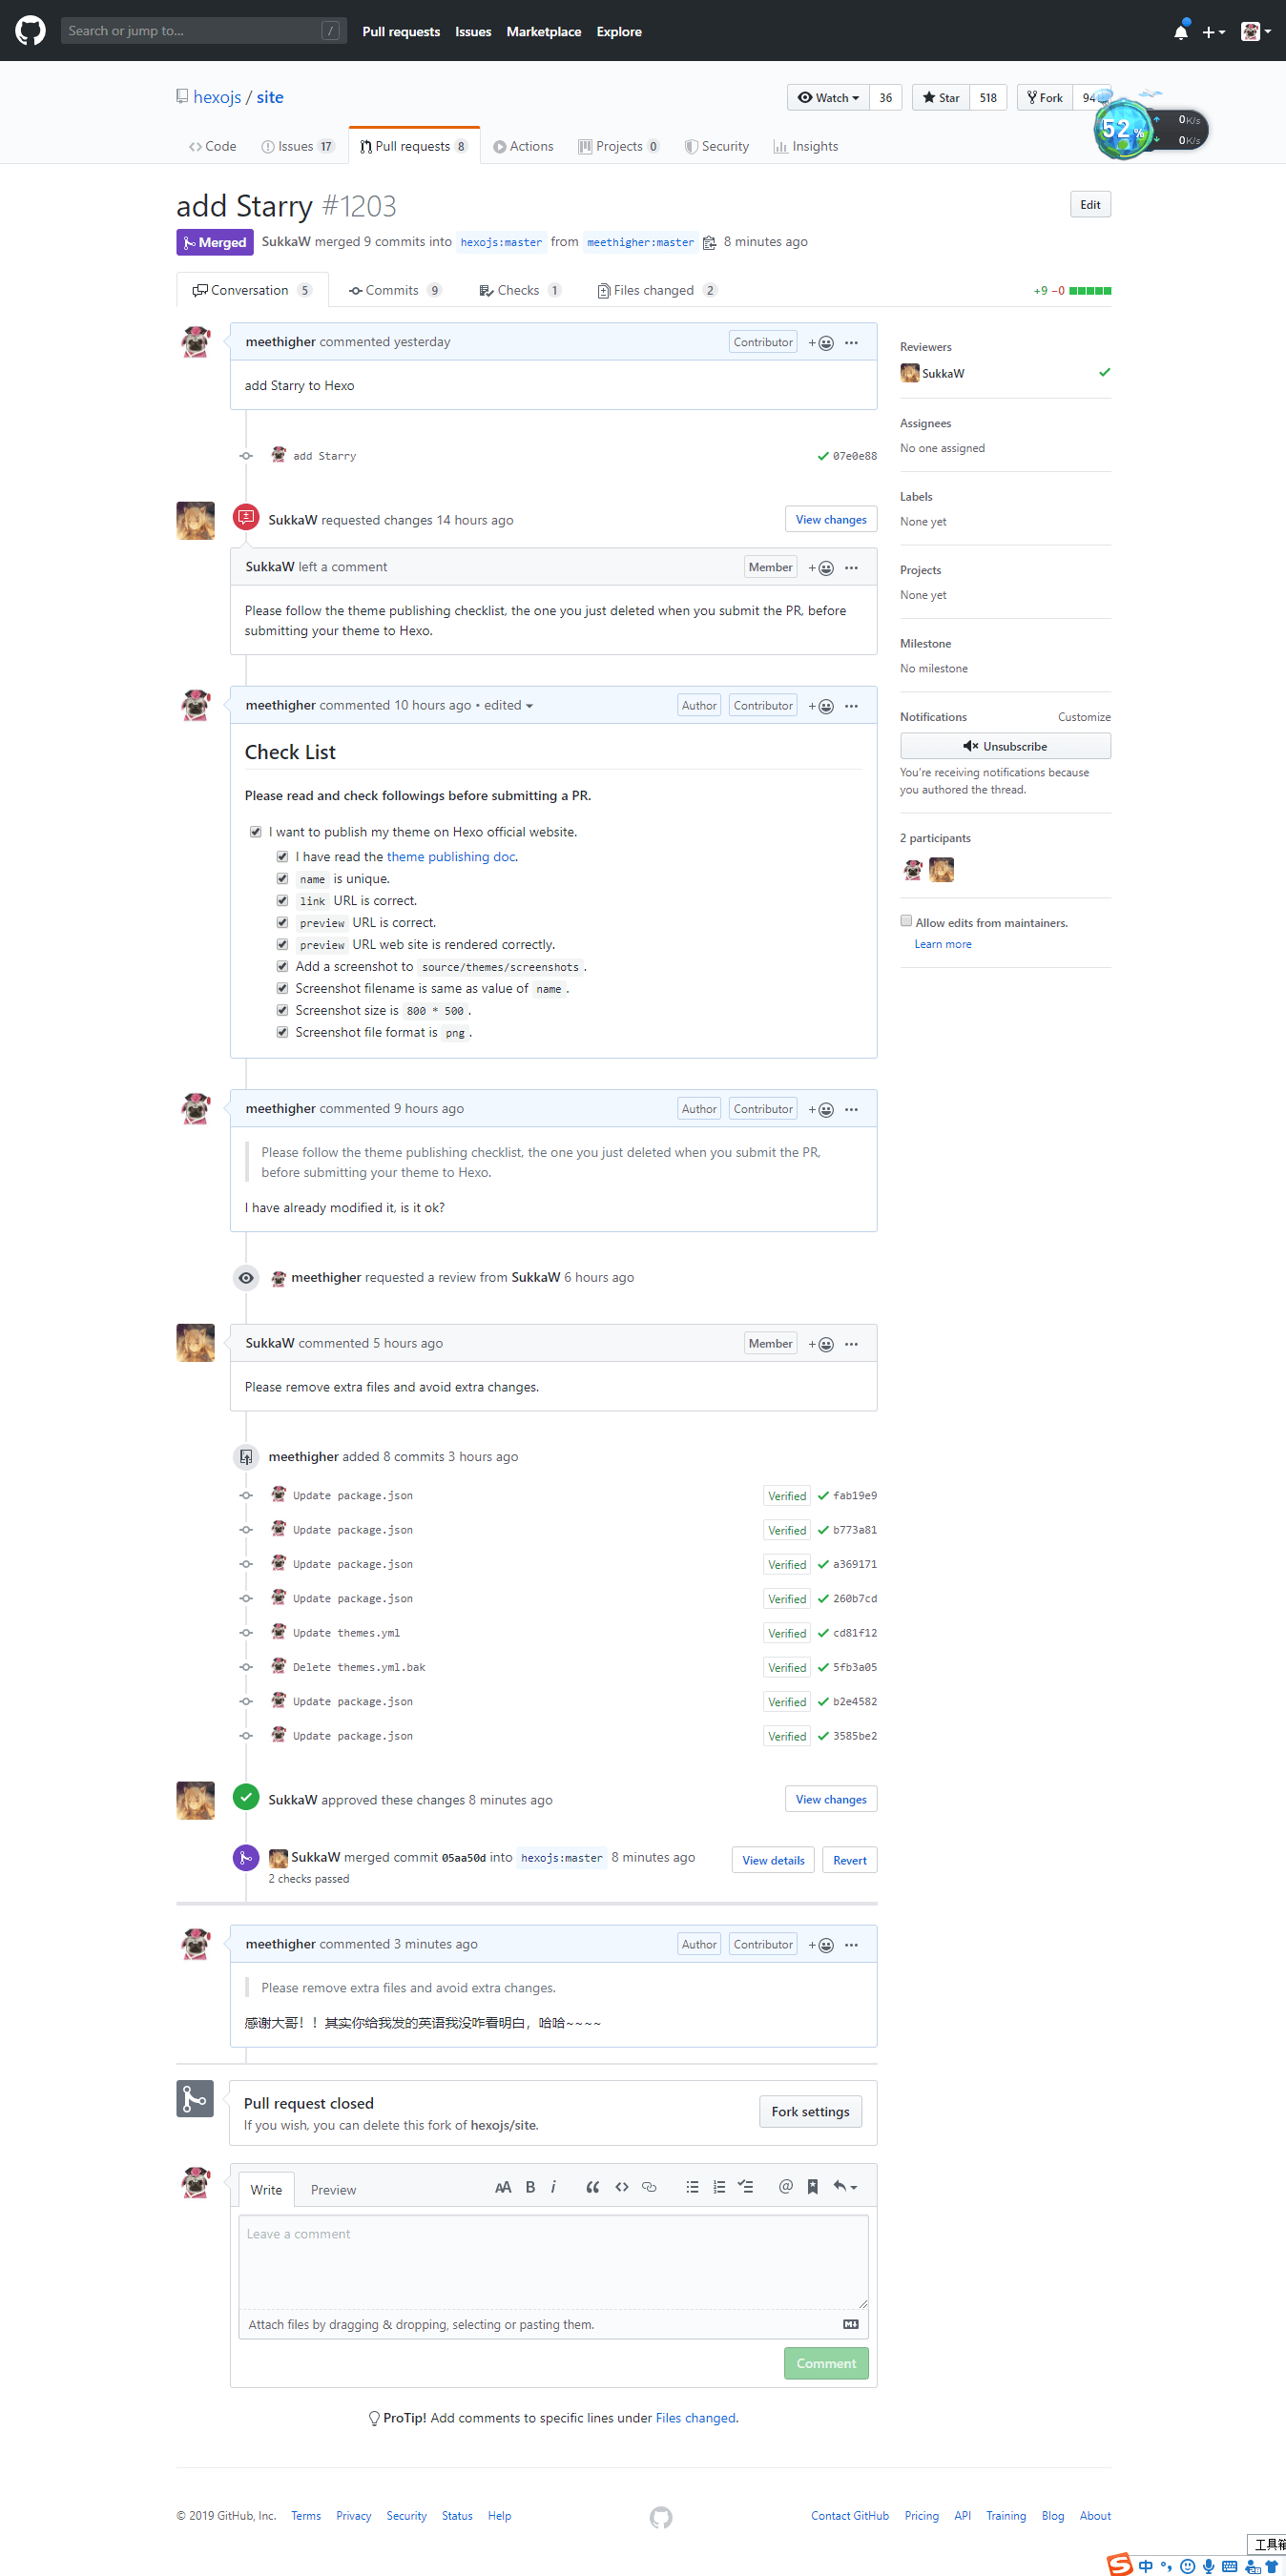 Search or jump to... /
Pull requests Issues Marketplace Explore
hexojs / site
Watch 36 Star 518 Fork
52% 0K/s
0K/s
Code Issues 17 Pull requests 8 Actions Projects 0 Security Insights
add Starry #1203
Edit
Merged SukkaW merged 9 commits into hexojs:master from meethigher:master 8 minutes ago
Conversation 5 Commits 9 Checks 1 Files changed 2
+9 −0
meethigher commented yesterday Contributor
add Starry to Hexo
add Starry 07e0e88
SukkaW requested changes 14 hours ago View changes
SukkaW left a comment Member
Please follow the theme publishing checklist, the one you just deleted when you submit the PR, before
submitting your theme to Hexo.
meethigher commented 10 hours ago • edited Author Contributor
Check List
Please read and check followings before submitting a PR.
I want to publish my theme on Hexo official website.
I have read the theme publishing doc.
name is unique.
link URL is correct.
preview URL is correct.
preview URL web site is rendered correctly.
Add a screenshot to source/themes/screenshots.
Screenshot filename is same as value of name.
Screenshot size is 800 * 500.
Screenshot file format is png.
meethigher commented 9 hours ago Author Contributor
Please follow the theme publishing checklist, the one you just deleted when you submit the PR,
before submitting your theme to Hexo.
I have already modified it, is it ok?
meethigher requested a review from SukkaW 6 hours ago
SukkaW commented 5 hours ago Member
Please remove extra files and avoid extra changes.
meethigher added 8 commits 3 hours ago
Update package.json Verified fab19e9
Update package.json Verified b773a81
Update package.json Verified a369171
Update package.json Verified 260b7cd
Update themes.yml Verified cd81f12
Delete themes.yml.bak Verified 5fb3a05
Update package.json Verified b2e4582
Update package.json Verified 3585be2
SukkaW approved these changes 8 minutes ago View changes
SukkaW merged commit 05aa50d into hexojs:master 8 minutes ago View details Revert
2 checks passed
meethigher commented 3 minutes ago Author Contributor
Please remove extra files and avoid extra changes.
感谢大哥！！其实你给我发的英语我没咋看明白，哈哈~~~~
Pull request closed
If you wish, you can delete this fork of hexojs/site.
Fork settings
Write Preview
Leave a comment
Attach files by dragging & dropping, selecting or pasting them.
Comment
ProTip! Add comments to specific lines under Files changed.
Reviewers
SukkaW
Assignees
No one assigned
Labels
None yet
Projects
None yet
Milestone
No milestone
Notifications Customize
Unsubscribe
You're receiving notifications because
you authored the thread.
2 participants
Allow edits from maintainers.
Learn more
© 2019 GitHub, Inc. Terms Privacy Security Status Help
Contact GitHub Pricing API Training Blog About
中